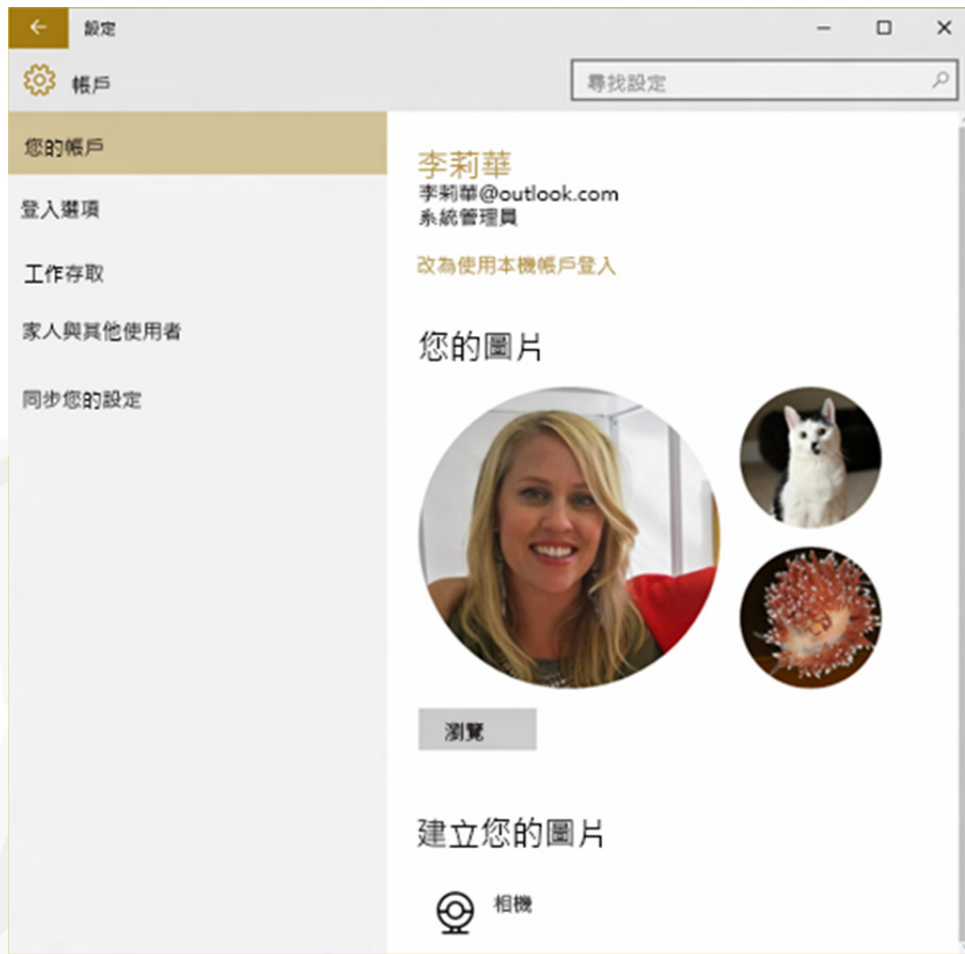 設定
帳戶
尋找設定
您的帳戶
登入選項
工作存取
家人與其他使用者
同步您的設定
李莉華
李莉華@outlook.com
系統管理員
改為使用本機帳戶登入
您的圖片
瀏覽
建立您的圖片
相機